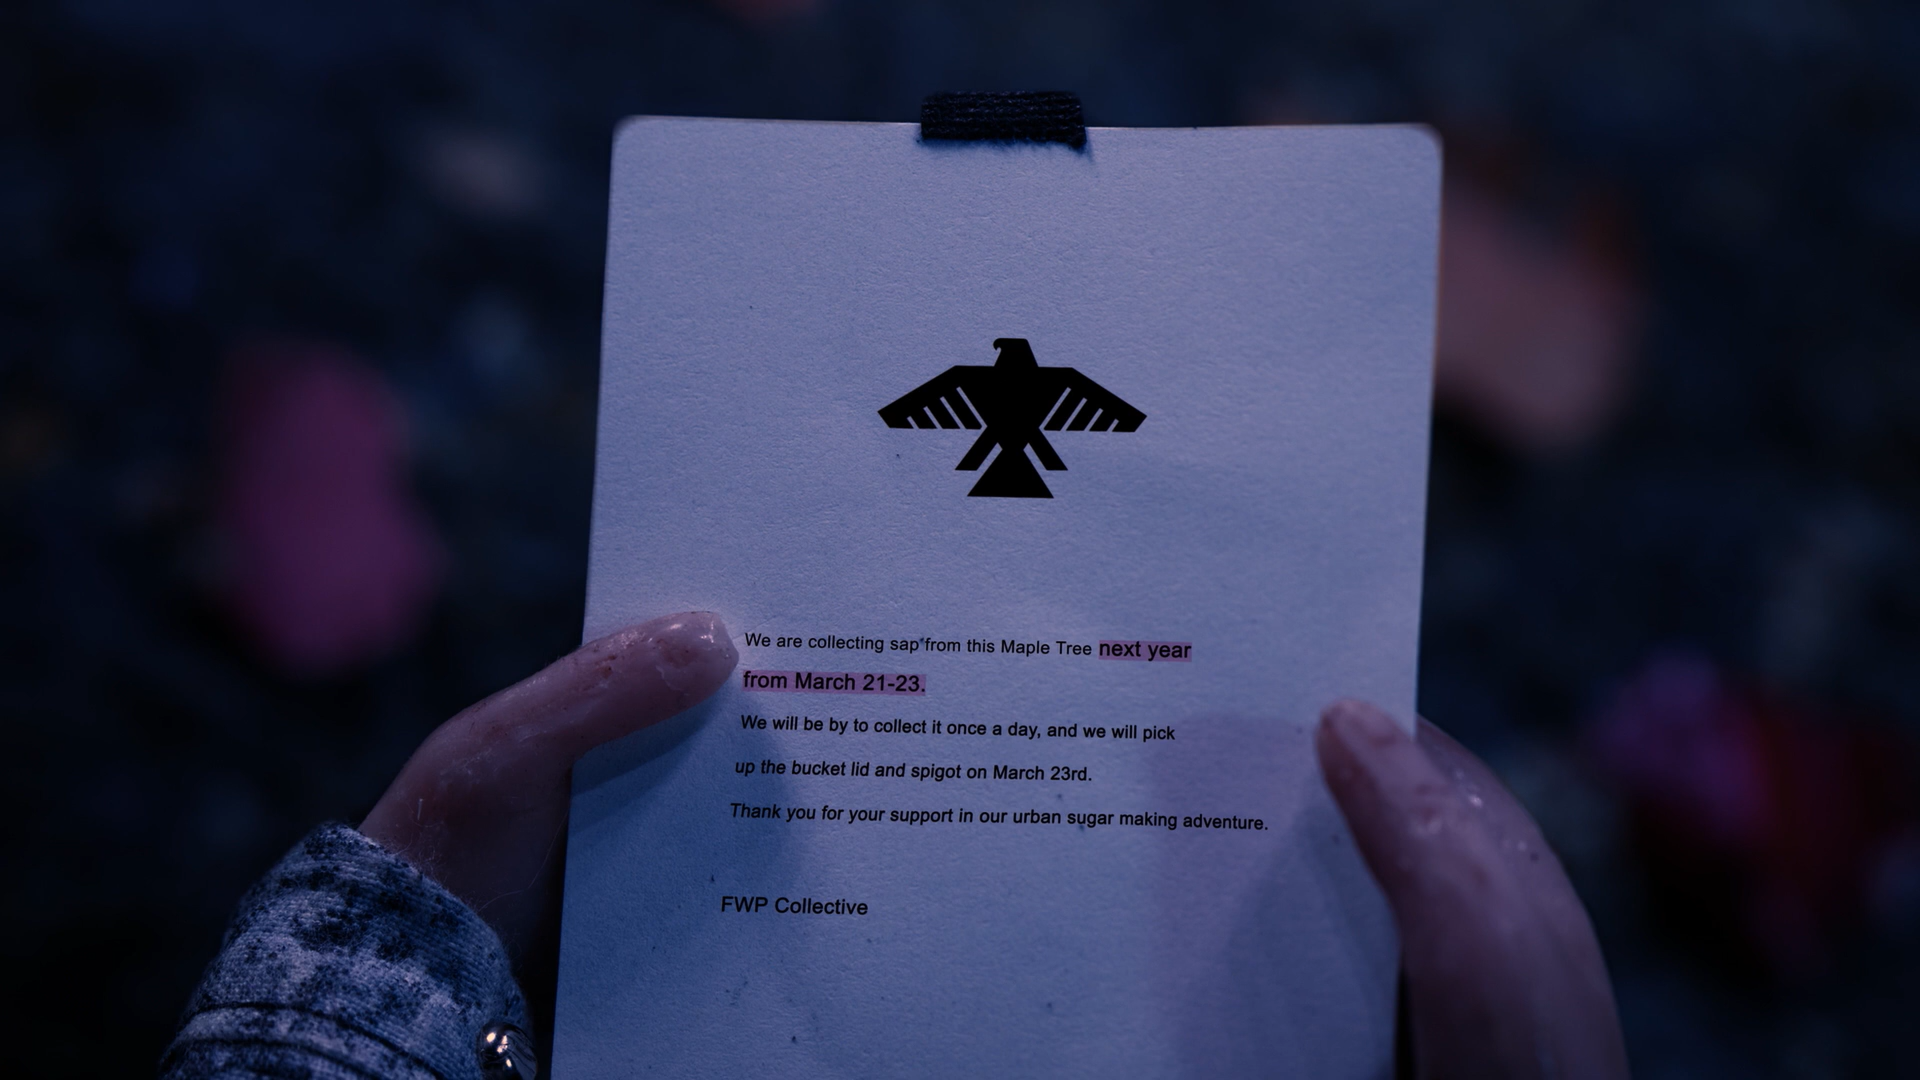 We are collecting sap from this Maple Tree next year
from March 21-23.
We will be by to collect it once a day, and we will pick
up the bucket lid and spigot on March 23rd.
Thank you for your support in our urban sugar making adventure.
FWP Collective